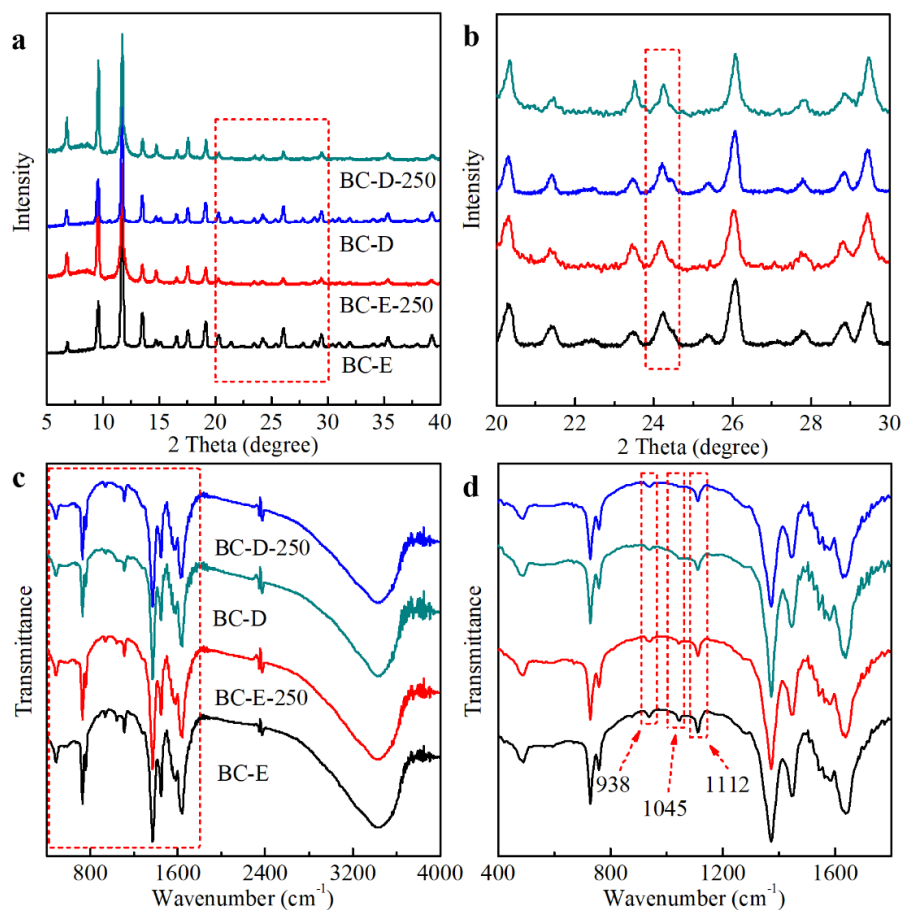 a
Intensity
BC-D-250
BC-D
BC-E-250
BC-E
5 10 15 20 25 30 35 40
2 Theta (degree)
b
Intensity
20 22 24 26 28 30
2 Theta (degree)
c
Transmittance
BC-D-250
BC-D
BC-E-250
BC-E
800 1600 2400 3200 4000
Wavenumber (cm⁻¹)
d
Transmittance
938
1045
1112
400 800 1200 1600
Wavenumber (cm⁻¹)